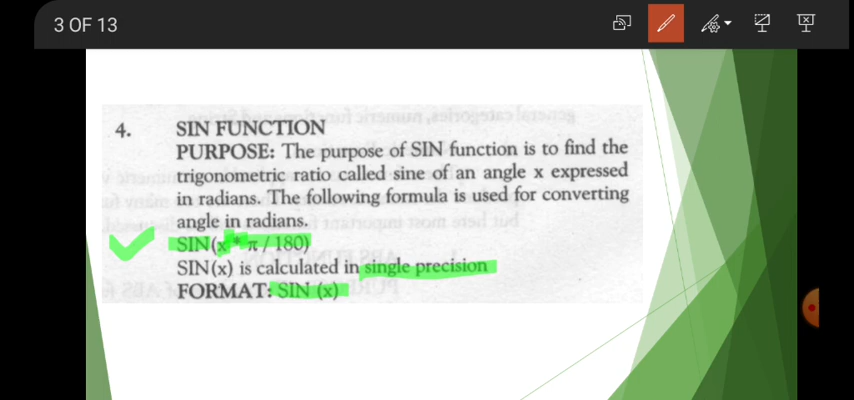 3 OF 13
4. SIN FUNCTION
PURPOSE: The purpose of SIN function is to find the
trigonometric ratio called sine of an angle x expressed
in radians. The following formula is used for converting
angle in radians.
SIN(x * π / 180)
SIN(x) is calculated in single precision
FORMAT: SIN (x)